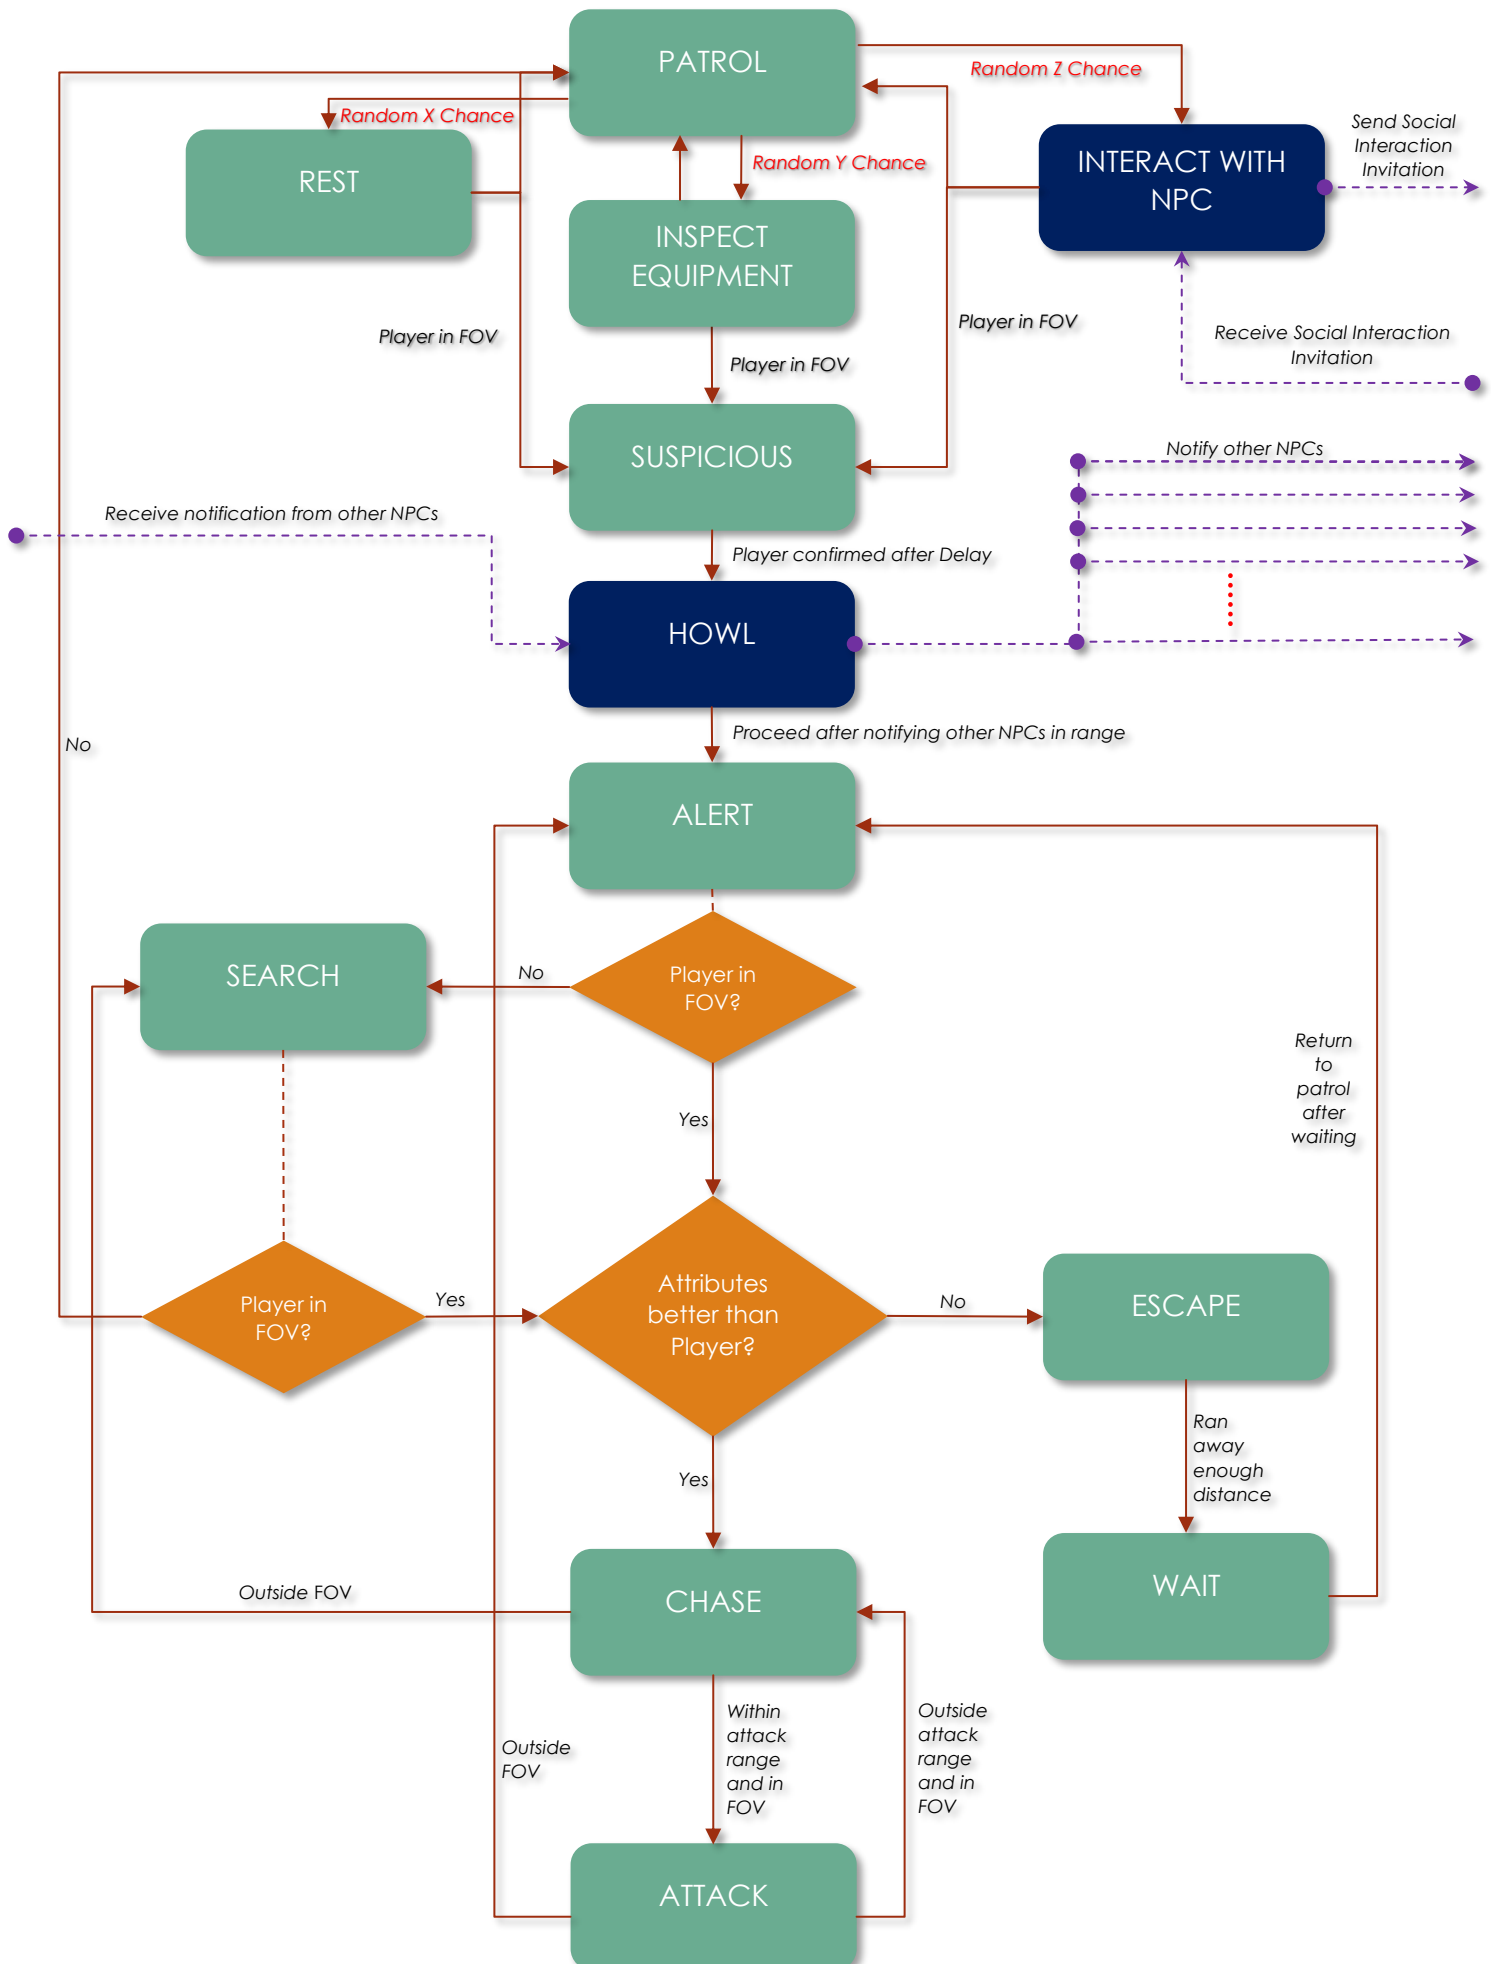 PATROL
Random Z Chance
Random X Chance
Send Social
Interaction
Invitation
REST
Random Y Chance
INTERACT WITH
NPC
INSPECT
EQUIPMENT
Player in FOV
Player in FOV
Player in FOV
Receive Social Interaction
Invitation
SUSPICIOUS
Notify other NPCs
Receive notification from other NPCs
Player confirmed after Delay
HOWL
No
Proceed after notifying other NPCs in range
ALERT
SEARCH
No
Player in
FOV?
Return
to
patrol
after
waiting
Yes
Player in
FOV?
Yes
Attributes
better than
Player?
No
ESCAPE
Ran
away
enough
distance
Yes
Outside FOV
CHASE
WAIT
Outside
FOV
Within
attack
range
and in
FOV
Outside
attack
range
and in
FOV
ATTACK